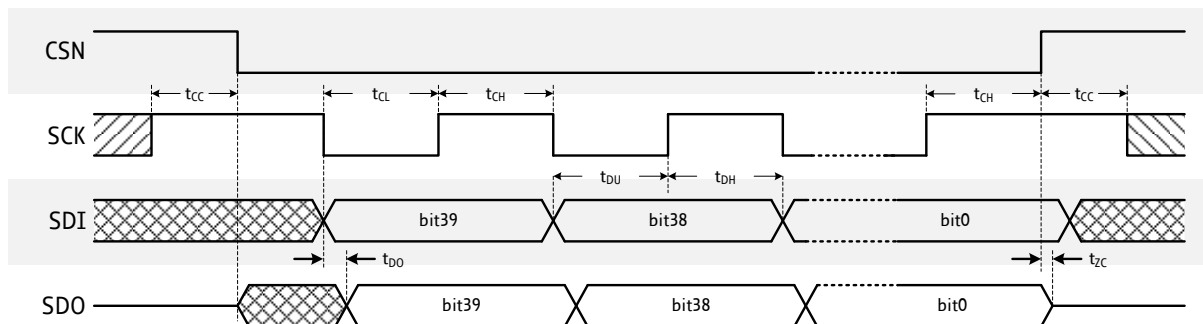 CSN
tCC tCL tCH tCH tCC
SCK
tDU tDH
SDI bit39 bit38 bit0
tDO tZC
SDO bit39 bit38 bit0